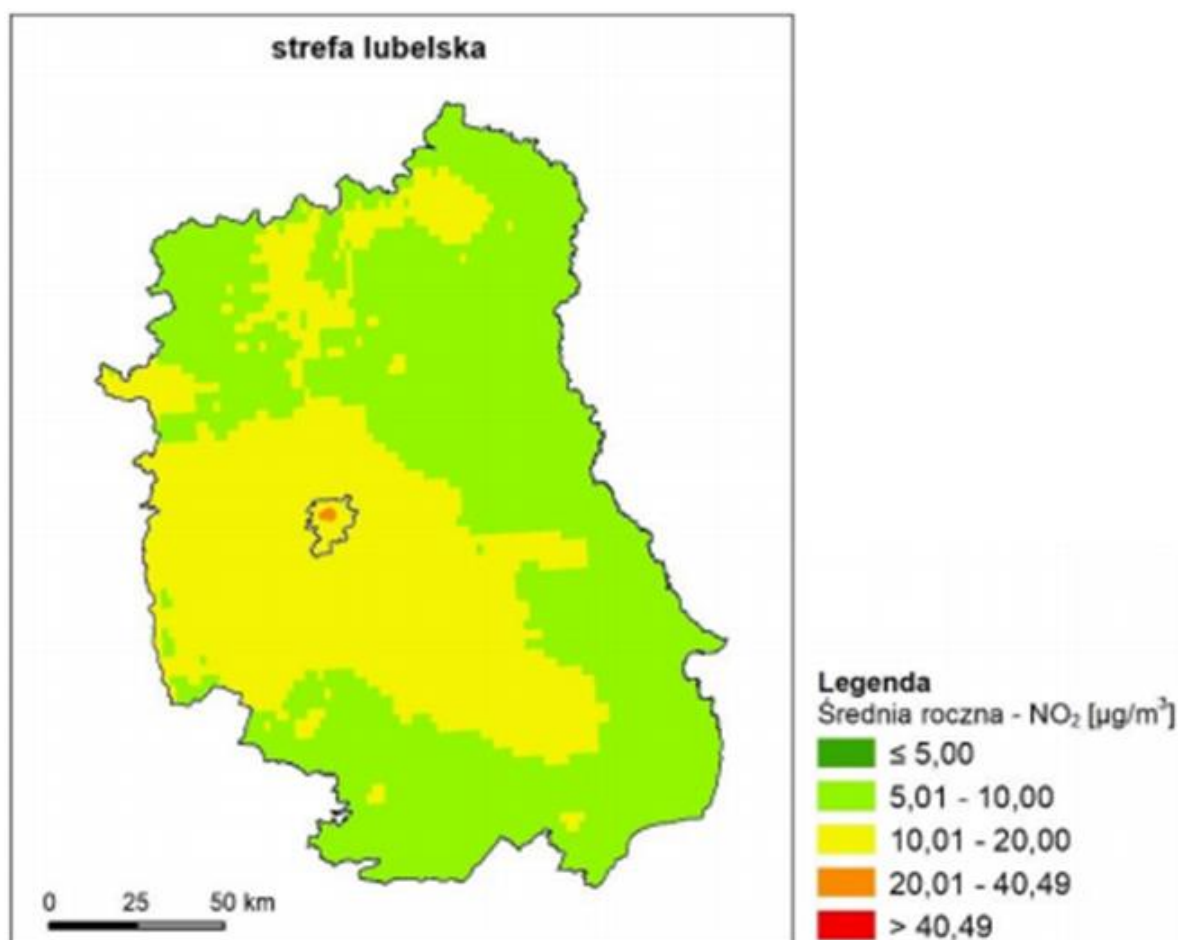 strefa lubelska
0 25 50 km
Legenda
Średnia roczna - NO₂ [µg/m³]
≤ 5,00
5,01 - 10,00
10,01 - 20,00
20,01 - 40,49
> 40,49